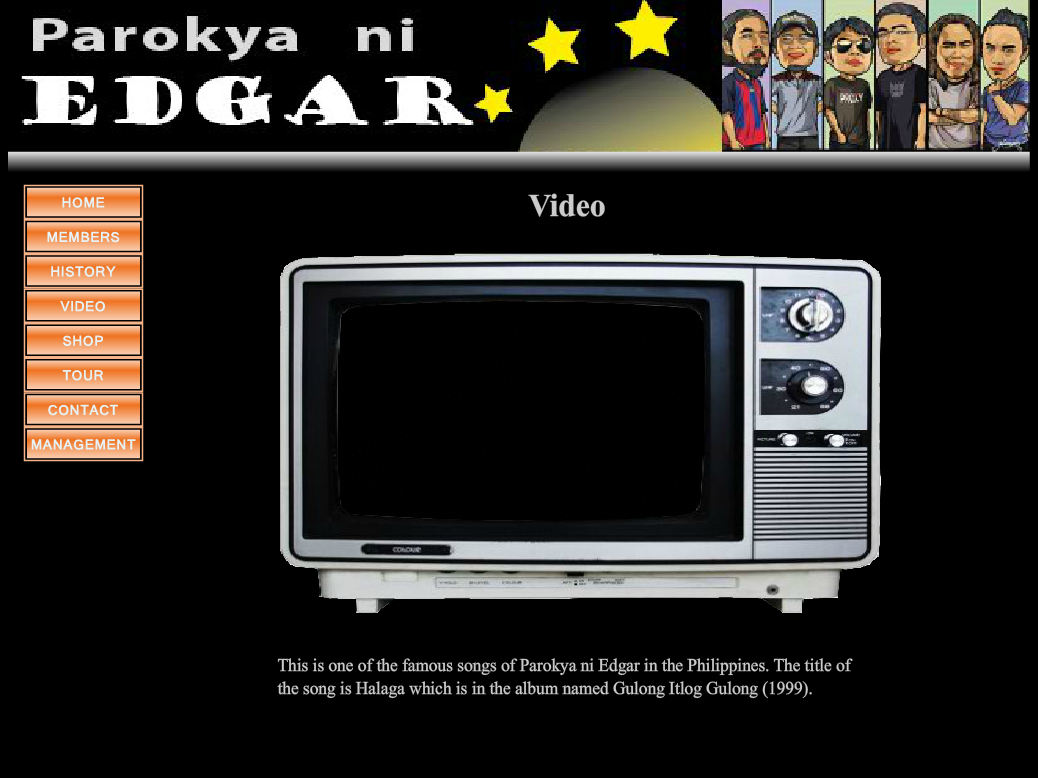 Parokya ni
EDGAR
HOME
MEMBERS
HISTORY
VIDEO
SHOP
TOUR
CONTACT
MANAGEMENT
Video
COLOUR
PICTURE
This is one of the famous songs of Parokya ni Edgar in the Philippines. The title of
the song is Halaga which is in the album named Gulong Itlog Gulong (1999).